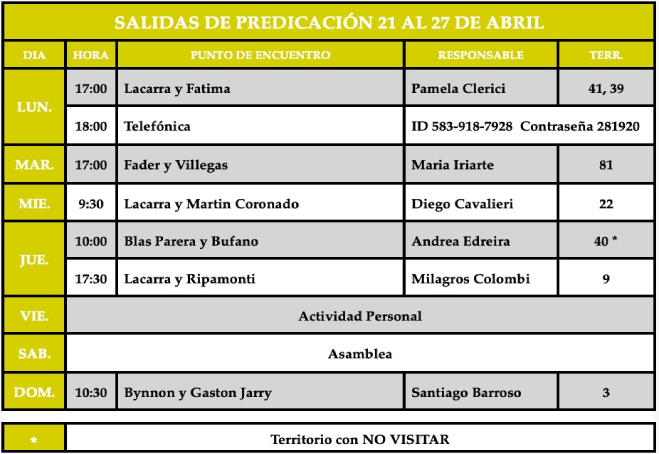 SALIDAS DE PREDICACIÓN 21 AL 27 DE ABRIL
DIA HORA PUNTO DE ENCUENTRO RESPONSABLE TERR.
LUN.
17:00 Lacarra y Fatima Pamela Clerici 41, 39
18:00 Telefónica ID 583-918-7928 Contraseña 281920
MAR. 17:00 Fader y Villegas Maria Iriarte 81
MIE. 9:30 Lacarra y Martin Coronado Diego Cavalieri 22
JUE.
10:00 Blas Parera y Bufano Andrea Edreira 40 *
17:30 Lacarra y Ripamonti Milagros Colombi 9
VIE. Actividad Personal
SAB. Asamblea
DOM. 10:30 Bynnon y Gaston Jarry Santiago Barroso 3
* Territorio con NO VISITAR